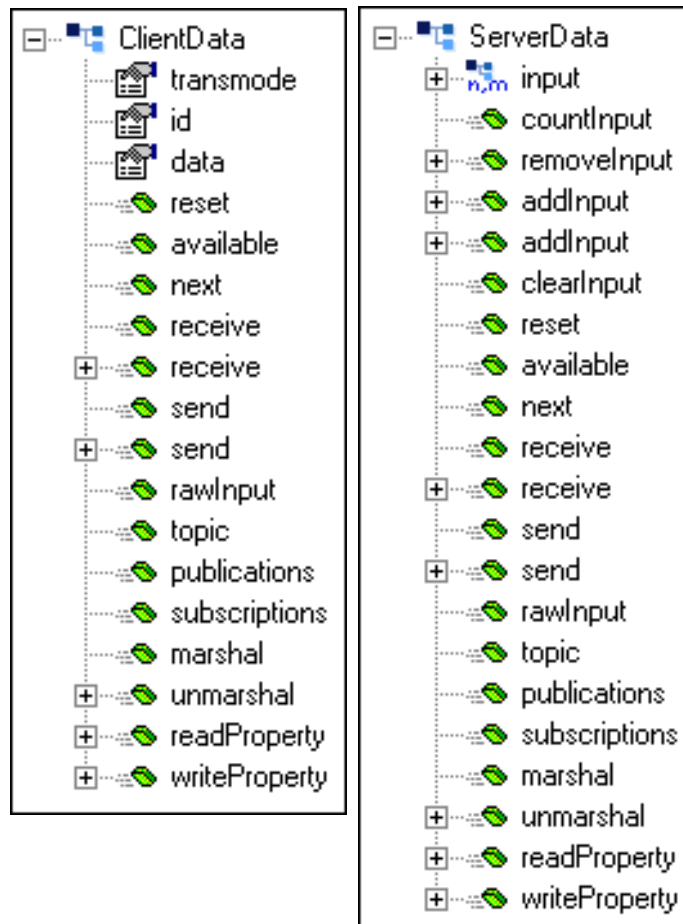 ClientData
transmode
id
data
reset
available
next
receive
receive
send
send
rawInput
topic
publications
subscriptions
marshal
unmarshal
readProperty
writeProperty
ServerData
n,m input
countInput
removeInput
addInput
addInput
clearInput
reset
available
next
receive
receive
send
send
rawInput
topic
publications
subscriptions
marshal
unmarshal
readProperty
writeProperty